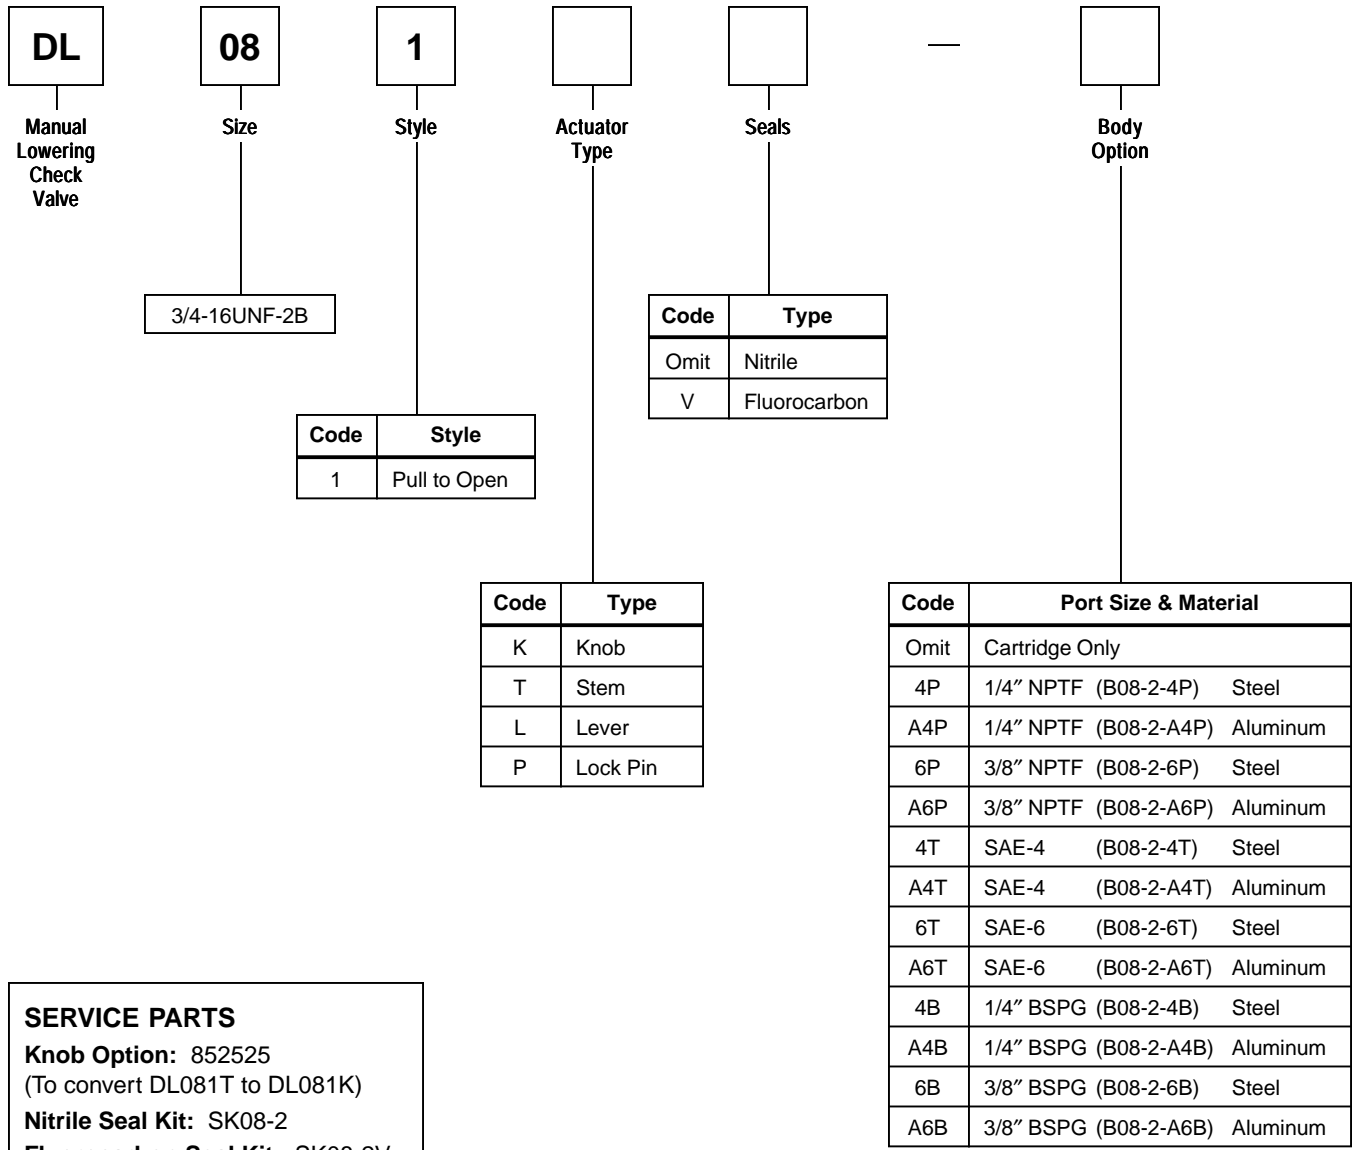 DL 08 1 —
Manual Lowering Check Valve
Size
Style
Actuator Type
Seals
Body Option
3/4-16UNF-2B
Code Type
Omit Nitrile
V Fluorocarbon
Code Style
1 Pull to Open
Code Type
K Knob
T Stem
L Lever
P Lock Pin
Code Port Size & Material
Omit Cartridge Only
4P 1/4″ NPTF (B08-2-4P) Steel
A4P 1/4″ NPTF (B08-2-A4P) Aluminum
6P 3/8″ NPTF (B08-2-6P) Steel
A6P 3/8″ NPTF (B08-2-A6P) Aluminum
4T SAE-4 (B08-2-4T) Steel
A4T SAE-4 (B08-2-A4T) Aluminum
6T SAE-6 (B08-2-6T) Steel
A6T SAE-6 (B08-2-A6T) Aluminum
4B 1/4″ BSPG (B08-2-4B) Steel
A4B 1/4″ BSPG (B08-2-A4B) Aluminum
6B 3/8″ BSPG (B08-2-6B) Steel
A6B 3/8″ BSPG (B08-2-A6B) Aluminum
SERVICE PARTS
Knob Option: 852525
(To convert DL081T to DL081K)
Nitrile Seal Kit: SK08-2